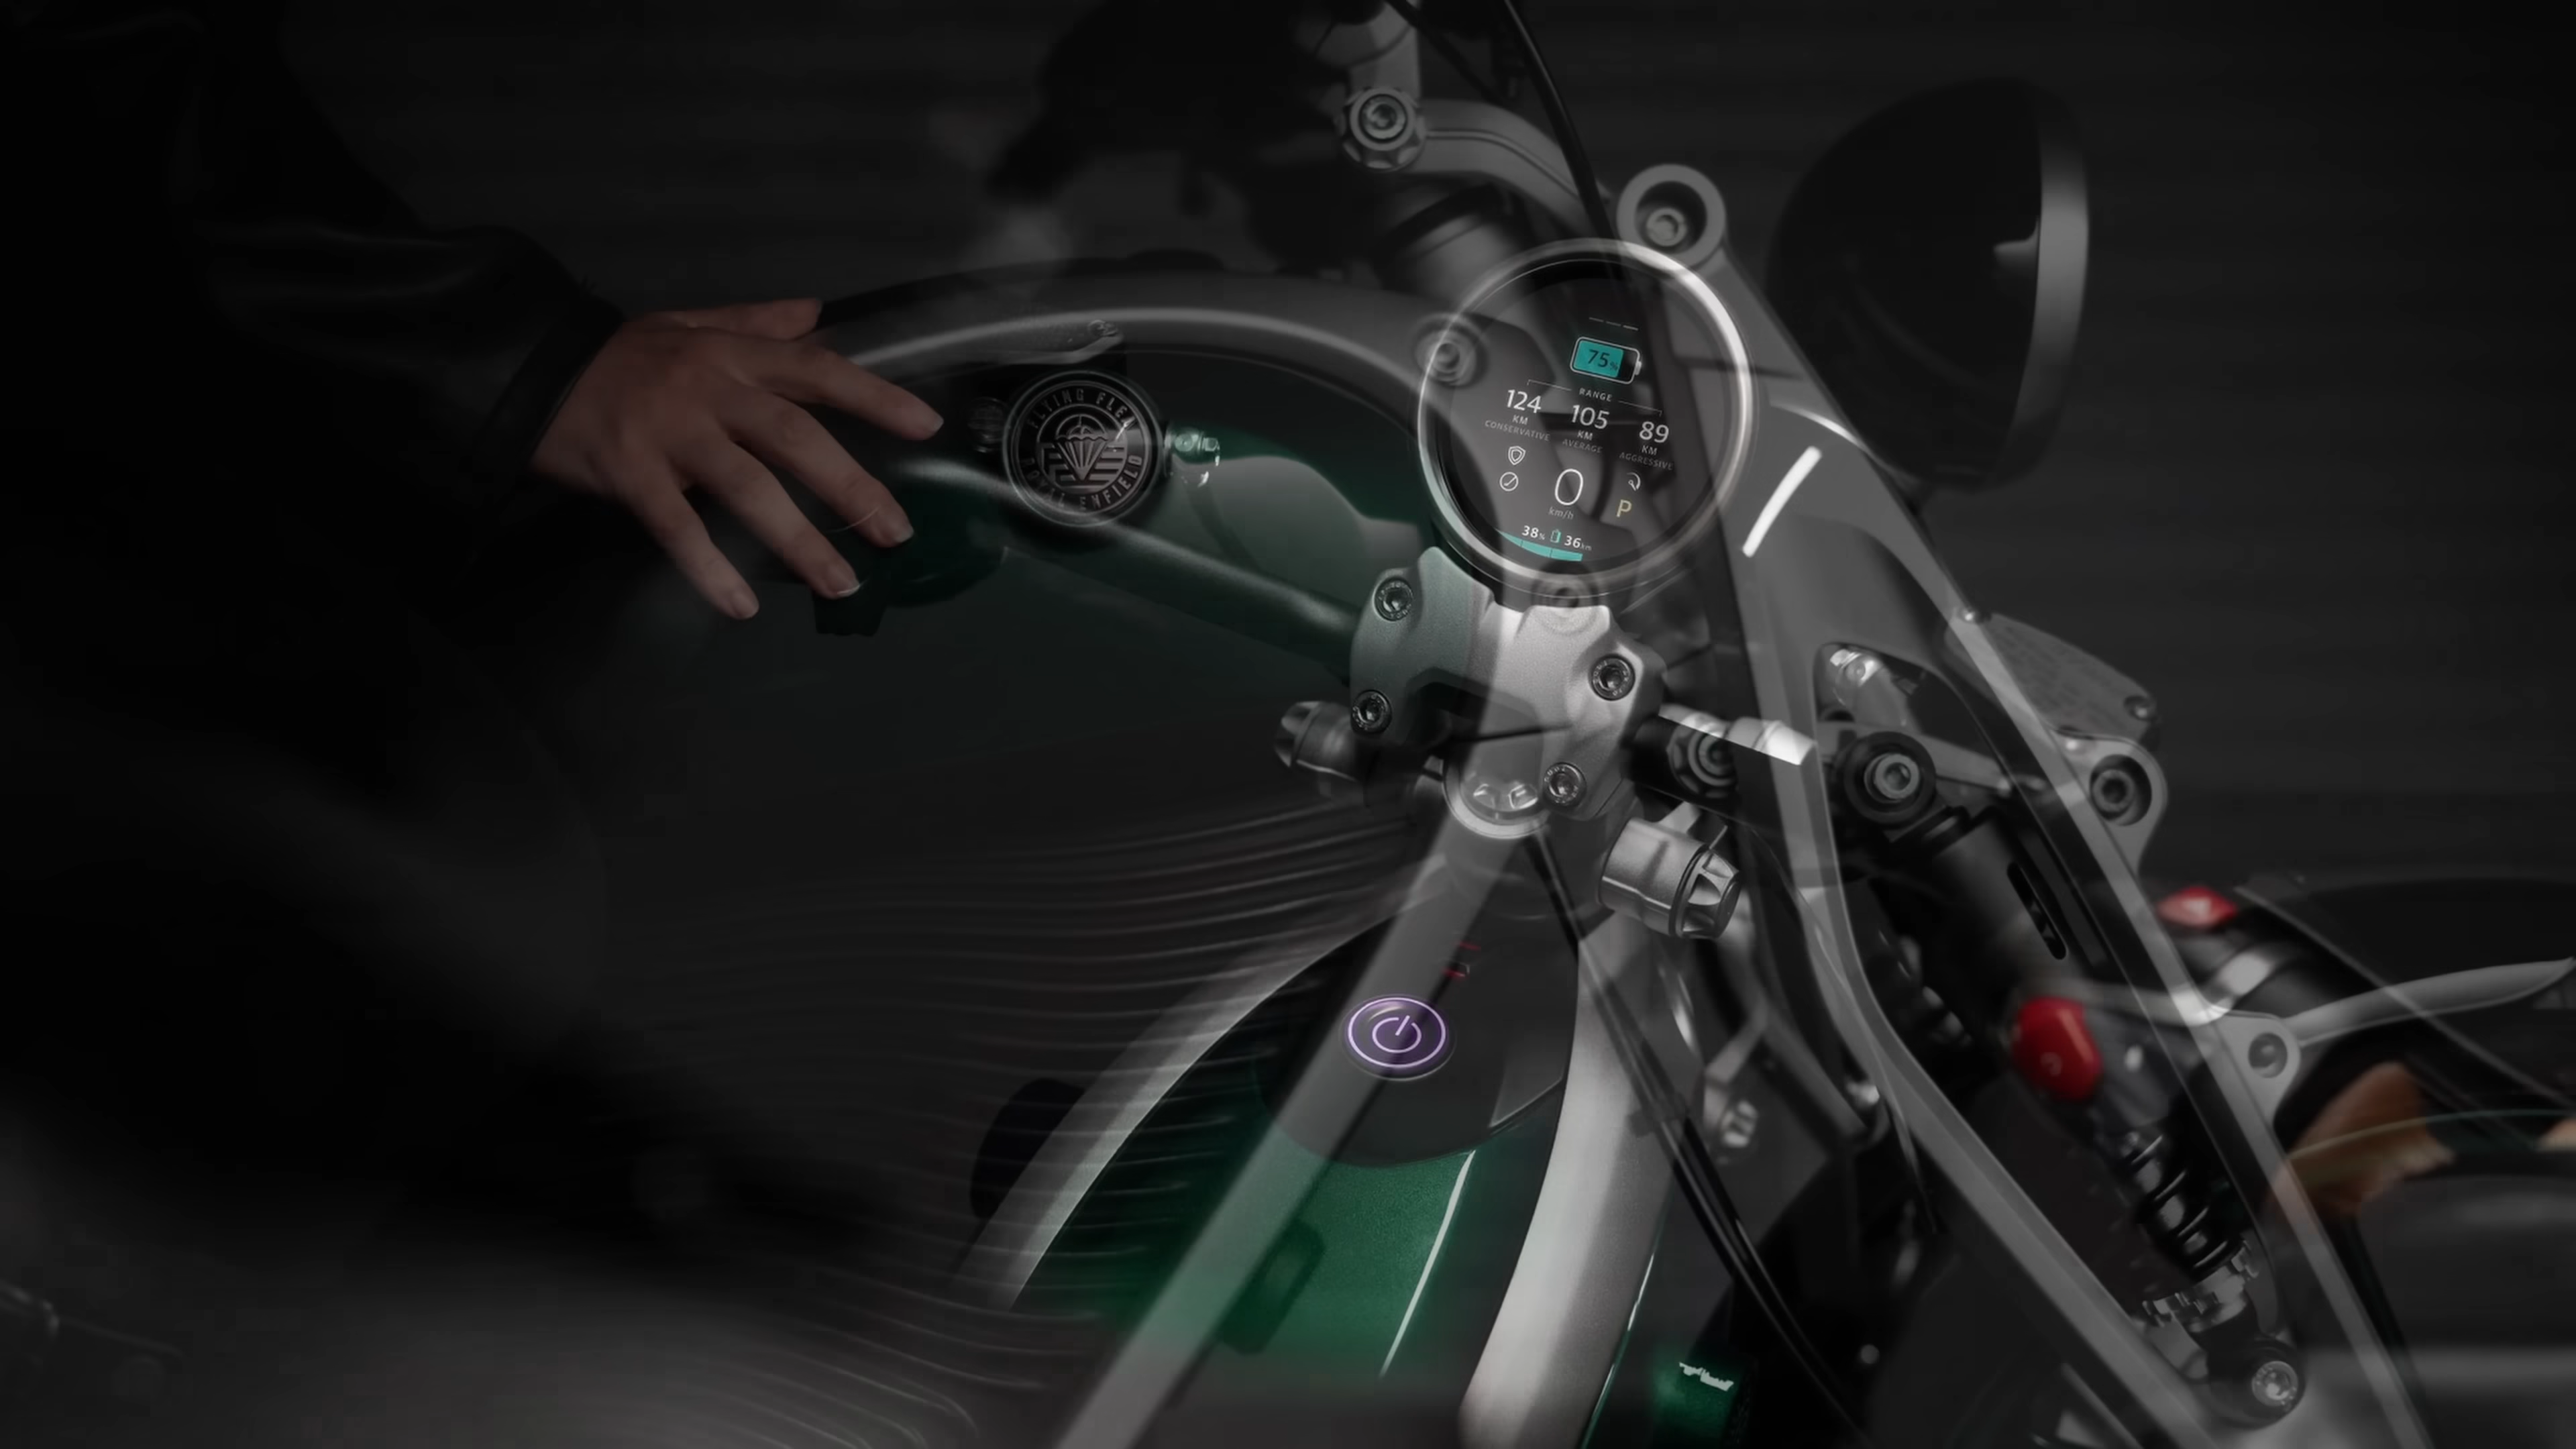 FLYING FLEA
ROYAL ENFIELD
75%
RANGE
124 105 89
KM KM KM
CONSERVATIVE AVERAGE AGGRESSIVE
0
km/h
P
38% 36km